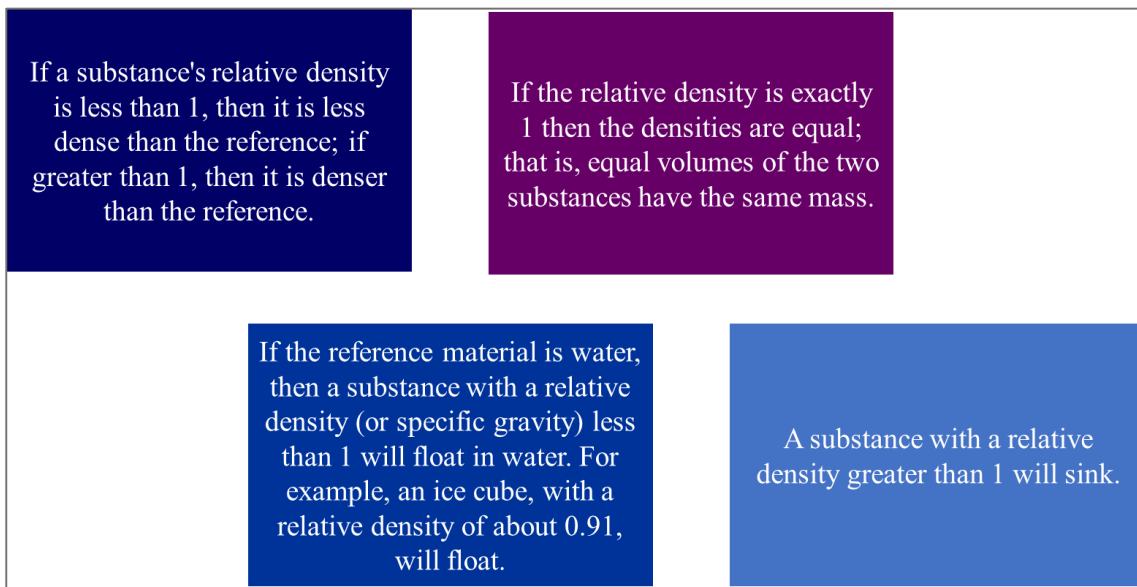 If a substance's relative density
is less than 1, then it is less
dense than the reference; if
greater than 1, then it is denser
than the reference.
If the relative density is exactly
1 then the densities are equal;
that is, equal volumes of the two
substances have the same mass.
If the reference material is water,
then a substance with a relative
density (or specific gravity) less
than 1 will float in water. For
example, an ice cube, with a
relative density of about 0.91,
will float.
A substance with a relative
density greater than 1 will sink.